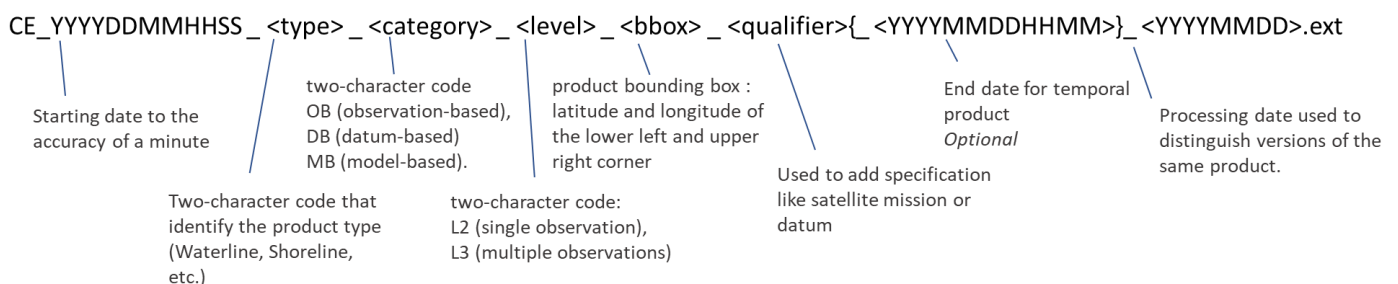 CE_YYYYDDMMHHSS_ <type> _ <category> _ <level> _ <bbox> _ <qualifier>{_ <YYYYMMDDHHMM>}_ <YYYYMMDD>.ext
Starting date to the
accuracy of a minute
Two-character code that
identify the product type
(Waterline, Shoreline,
etc.)
two-character code
OB (observation-based),
DB (datum-based)
MB (model-based).
two-character code:
L2 (single observation),
L3 (multiple observations)
product bounding box :
latitude and longitude of
the lower left and upper
right corner
Used to add specification
like satellite mission or
datum
End date for temporal
product
Optional
Processing date used to
distinguish versions of the
same product.